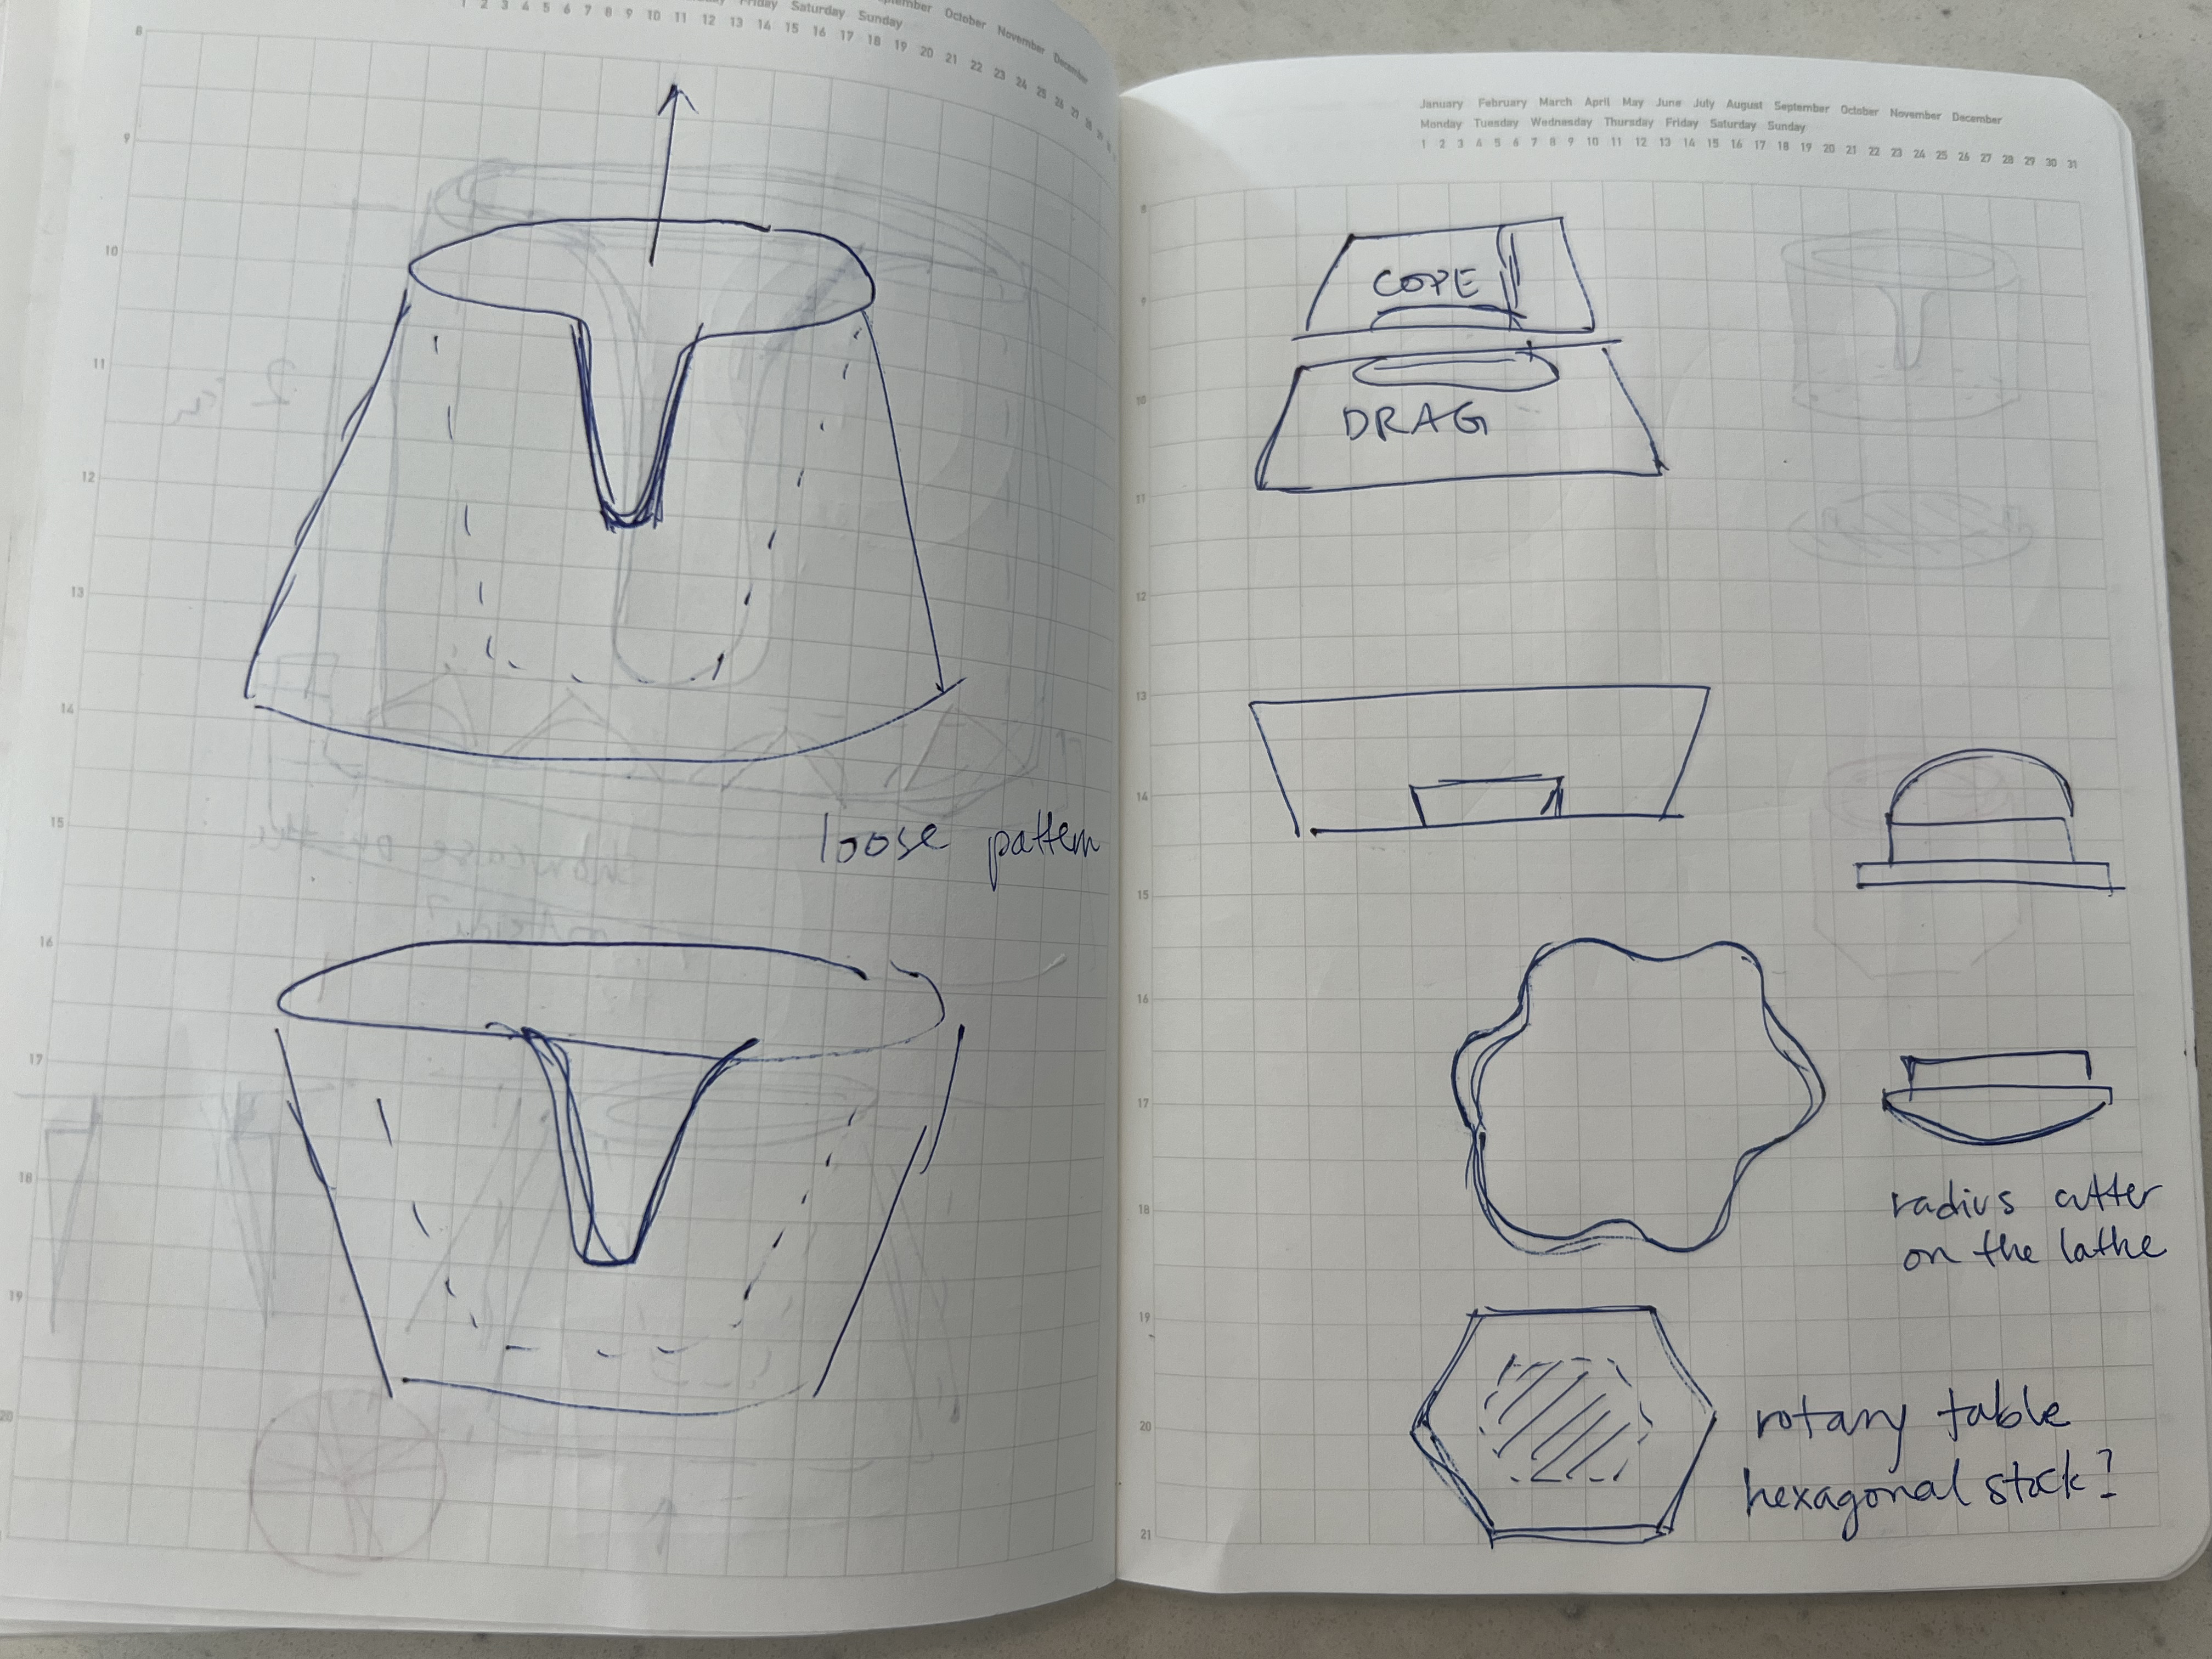 September October November December
Friday Saturday Sunday
1 2 3 4 5 6 7 8 9 10 11 12 13 14 15 16 17 18 19 20 21 22 23 24 25 26 27 28
8
9
10
11
12
13
14
15
16
17
18
19
20
loose pattern
January February March April May June July August September October November December
Monday Tuesday Wednesday Thursday Friday Saturday Sunday
1 2 3 4 5 6 7 8 9 10 11 12 13 14 15 16 17 18 19 20 21 22 23 24 25 26 27 28 29 30 31
8
9
10
11
12
13
14
15
16
17
18
19
20
21
COPE
DRAG
radius cutter
on the lathe
rotary table
hexagonal stock?